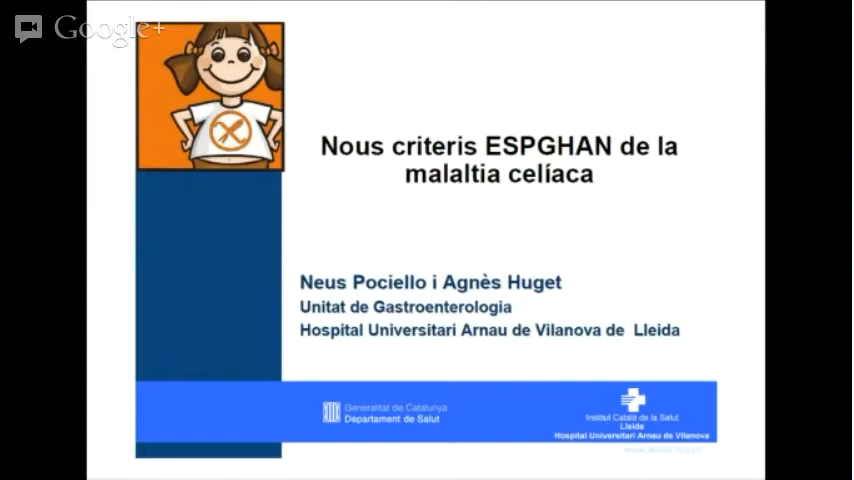 Google+
Nous criteris ESPGHAN de la
malaltia celíaca
Neus Pociello i Agnès Huget
Unitat de Gastroenterologia
Hospital Universitari Arnau de Vilanova de Lleida
Generalitat de Catalunya
Departament de Salut
Institut Català de la Salut
Lleida
Hospital Universitari Arnau de Vilanova